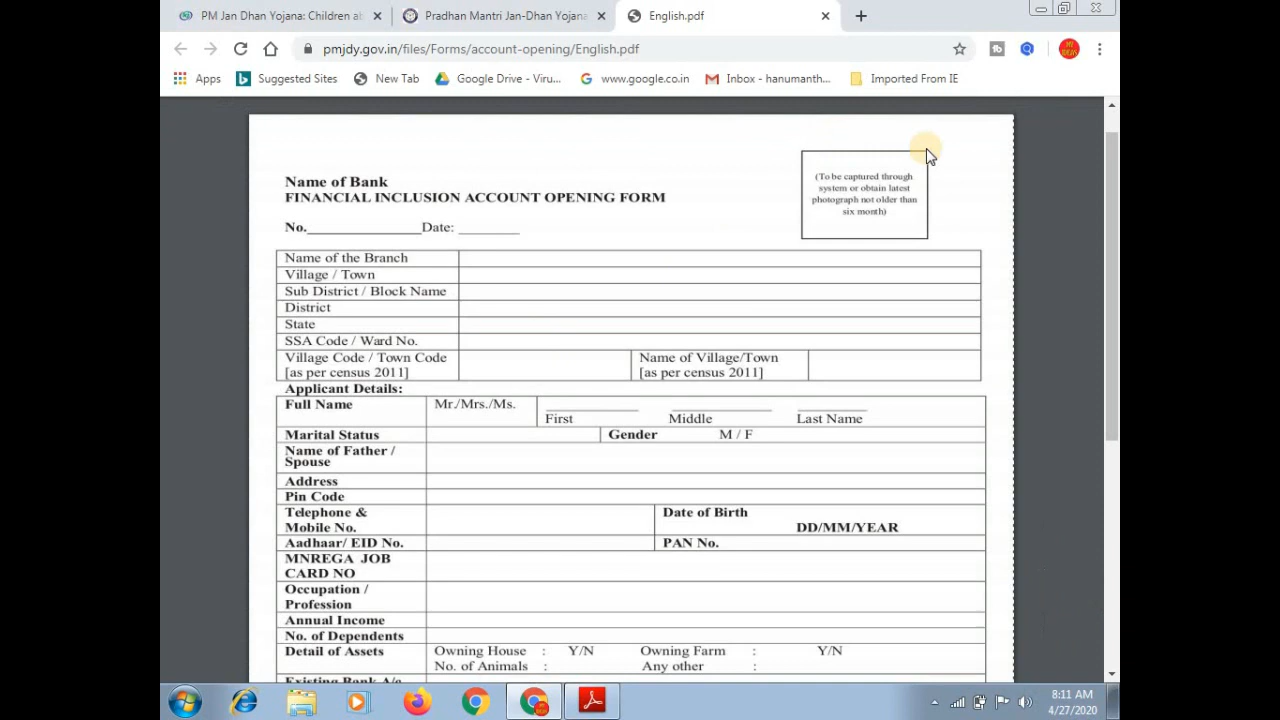 PM Jan Dhan Yojana: Children ab
Pradhan Mantri Jan-Dhan Yojana
English.pdf
pmjdy.gov.in/files/Forms/account-opening/English.pdf
Apps
Suggested Sites
New Tab
Google Drive - Viru...
www.google.co.in
Inbox - hanumanth...
Imported From IE
(To be captured through
system or obtain latest
photograph not older than
six month)
Name of Bank
FINANCIAL INCLUSION ACCOUNT OPENING FORM
No._______________Date: ________
Name of the Branch
Village / Town
Sub District / Block Name
District
State
SSA Code / Ward No.
Village Code / Town Code Name of Village/Town
[as per census 2011] [as per census 2011]
Applicant Details:
Full Name Mr./Mrs./Ms.
First Middle Last Name
Marital Status Gender M / F
Name of Father /
Spouse
Address
Pin Code
Telephone & Date of Birth
Mobile No. DD/MM/YEAR
Aadhaar/ EID No. PAN No.
MNREGA JOB
CARD NO
Occupation /
Profession
Annual Income
No. of Dependents
Detail of Assets Owning House : Y/N Owning Farm : Y/N
No. of Animals : Any other :
Existing Bank A/c
8:11 AM
4/27/2020